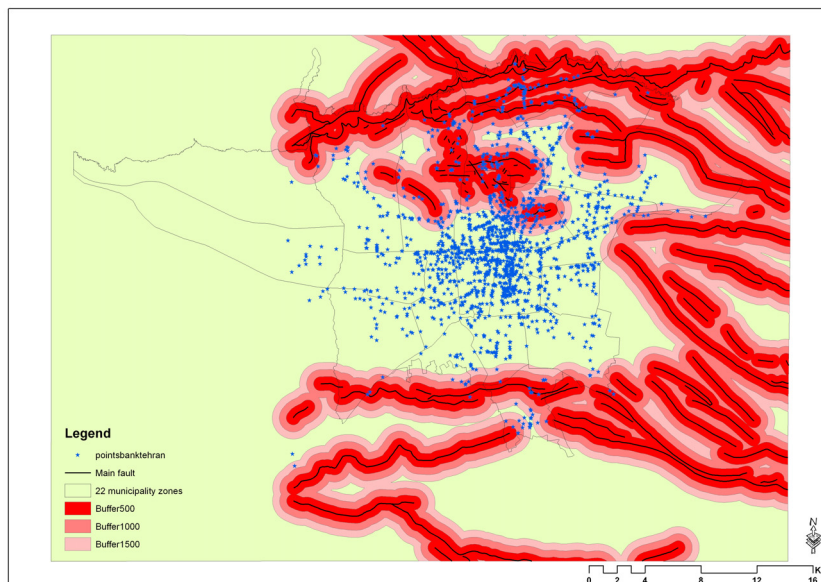 Legend
pointsbanktehran
Main fault
22 municipality zones
Buffer500
Buffer1000
Buffer1500
N
K
0 2 4 8 12 16